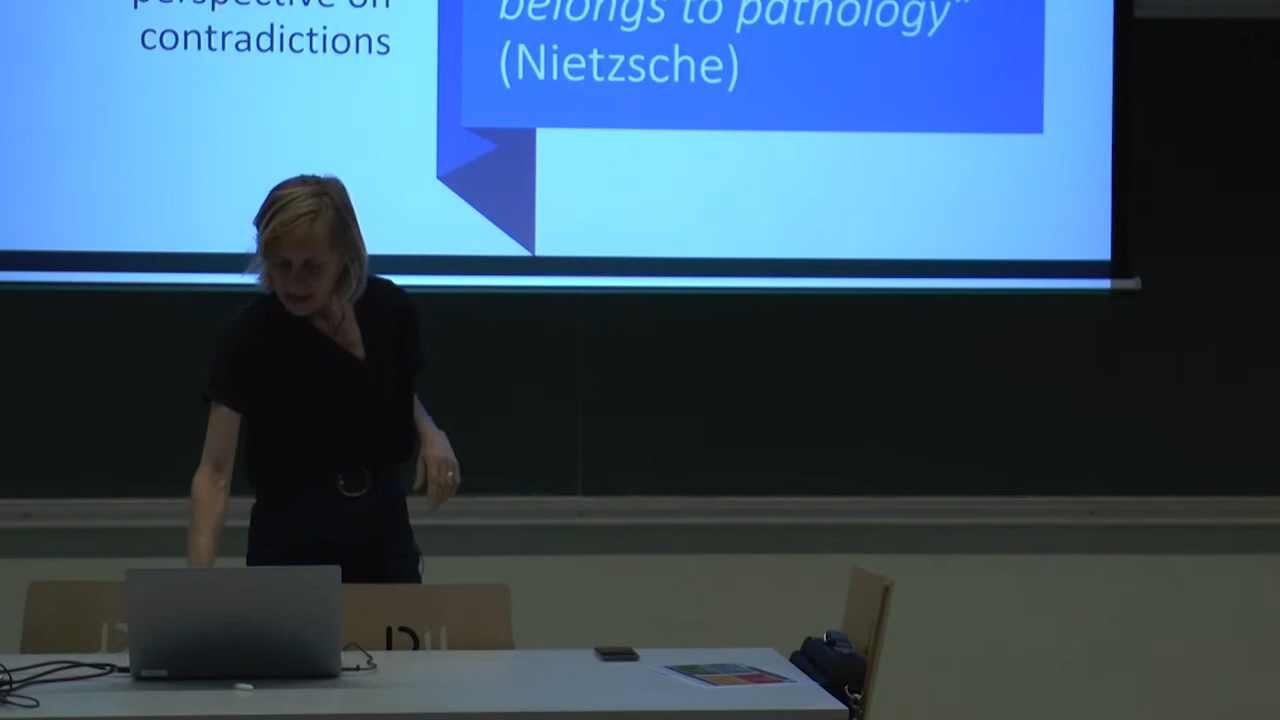 perspective on
contradictions
belongs to pathology"
(Nietzsche)